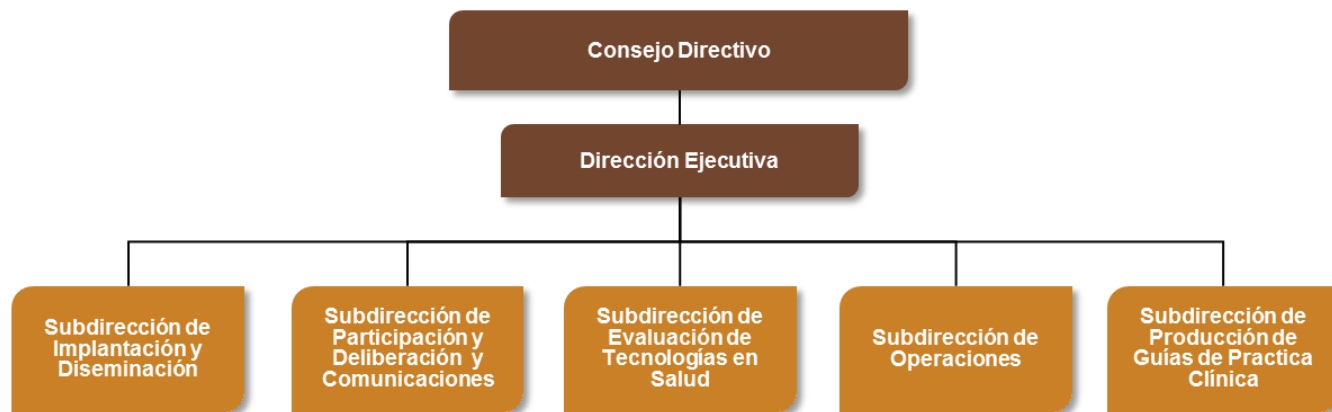 Consejo Directivo
Dirección Ejecutiva
Subdirección de
Implantación y
Diseminación
Subdirección de
Participación y
Deliberación y
Comunicaciones
Subdirección de
Evaluación de
Tecnologías en
Salud
Subdirección de
Operaciones
Subdirección de
Producción de
Guías de Practica
Clínica